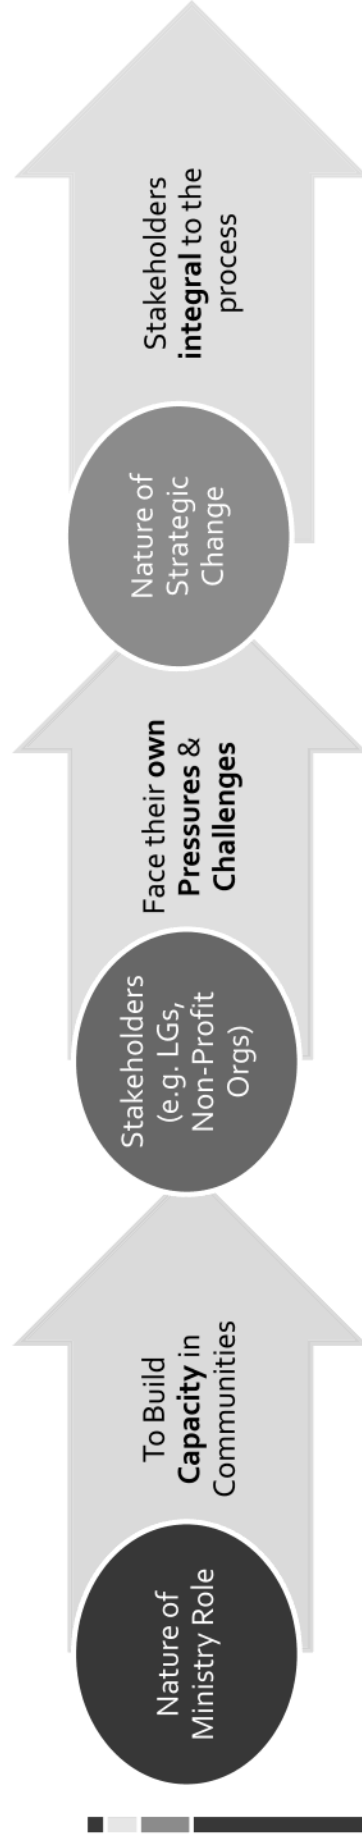 Nature of
Ministry Role
To Build
Capacity in
Communities
Stakeholders
(e.g. LGs,
Non-Profit
Orgs)
Face their own
Pressures &
Challenges
Nature of
Strategic
Change
Stakeholders
integral to the
process